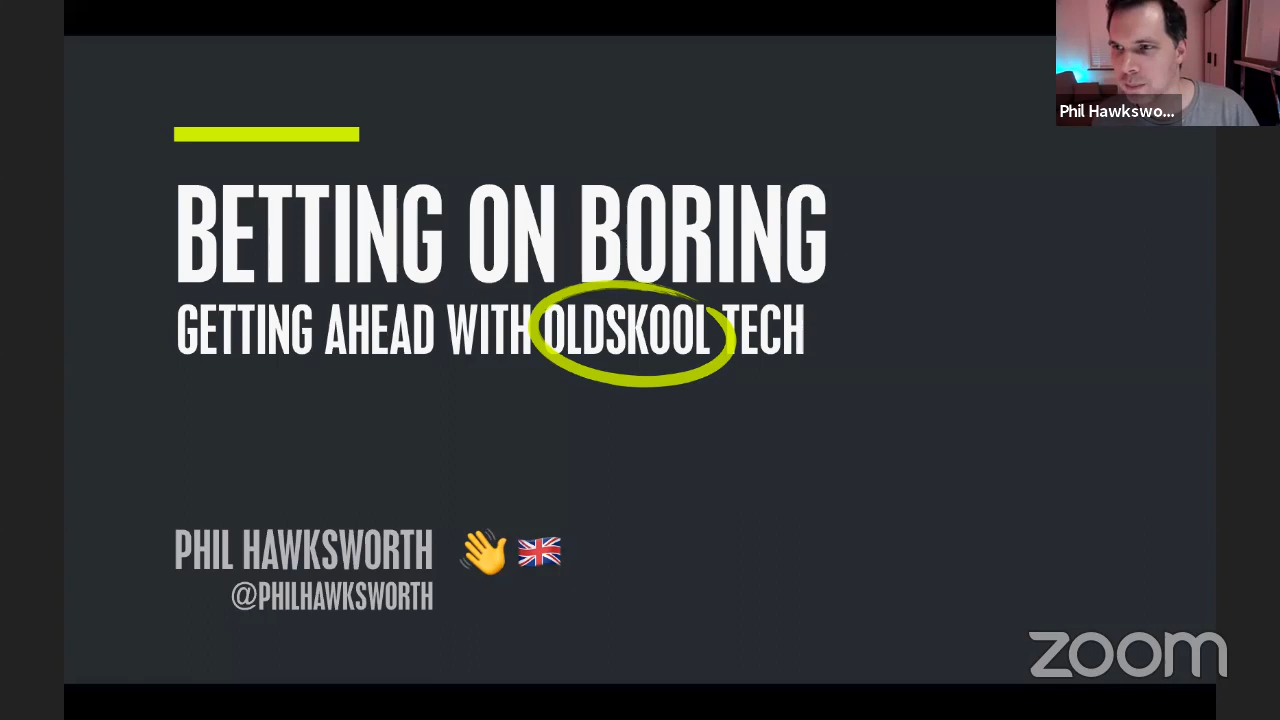 Phil Hawkswo...
BETTING ON BORING
GETTING AHEAD WITH OLDSKOOL TECH
PHIL HAWKSWORTH 👋 🇬🇧
@PHILHAWKSWORTH
zoom